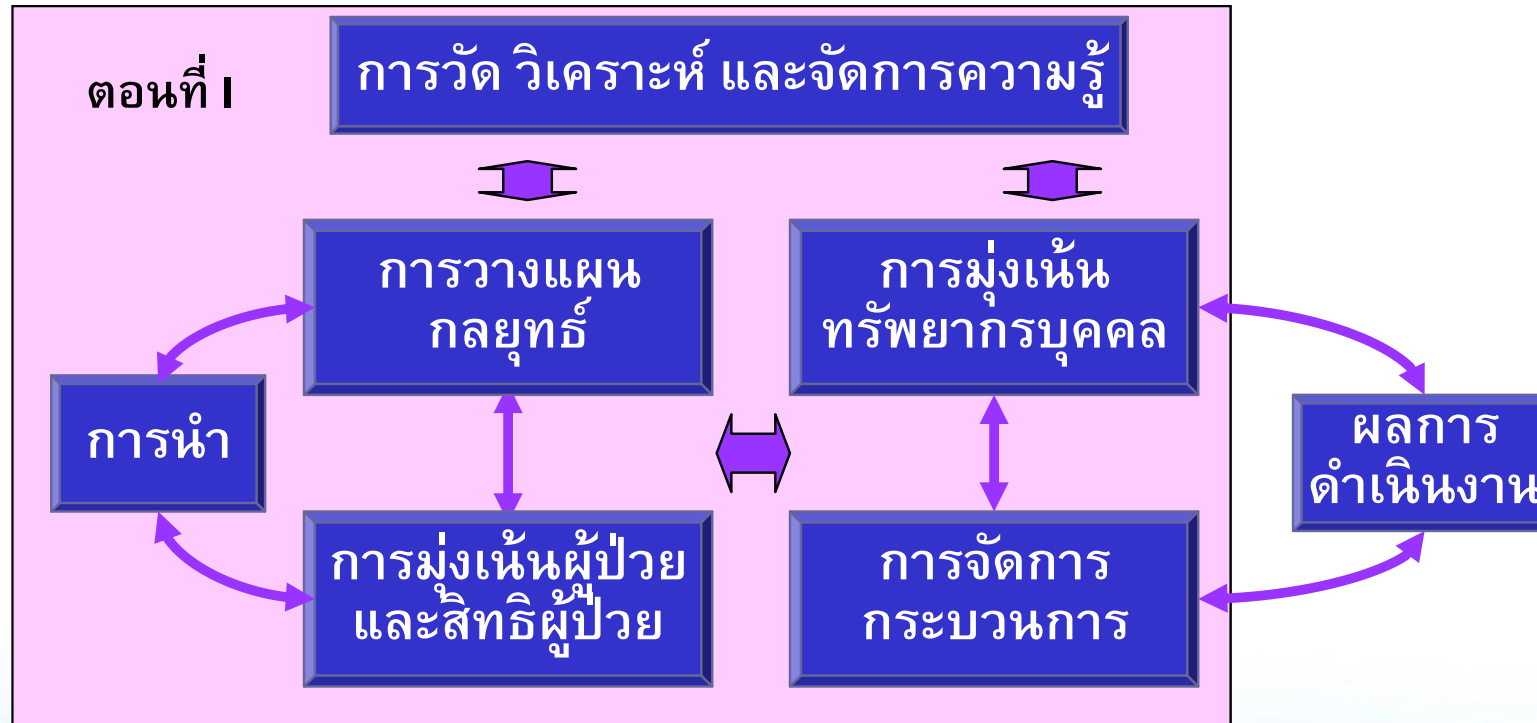 การวัด วิเคราะห์ และจัดการความรู้
ตอนที่ I
การวางแผน
กลยุทธ์
การมุ่งเน้น
ทรัพยากรบุคคล
การนำ
ผลการ
ดำเนินงาน
การมุ่งเน้นผู้ป่วย
และสิทธิผู้ป่วย
การจัดการ
กระบวนการ